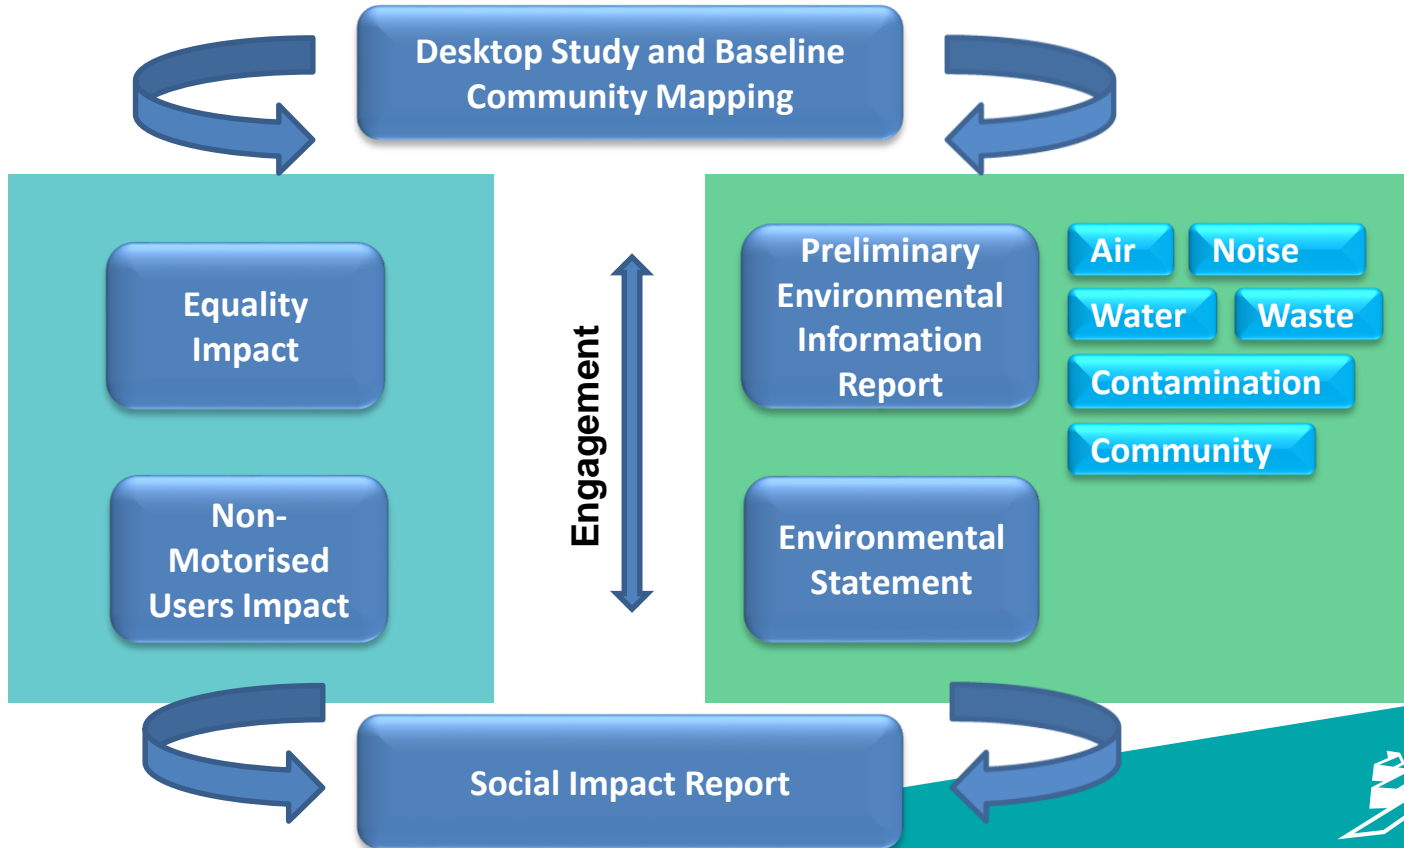 Desktop Study and Baseline
Community Mapping
Equality
Impact
Non-
Motorised
Users Impact
Engagement
Preliminary
Environmental
Information
Report
Air
Noise
Water
Waste
Contamination
Community
Environmental
Statement
Social Impact Report